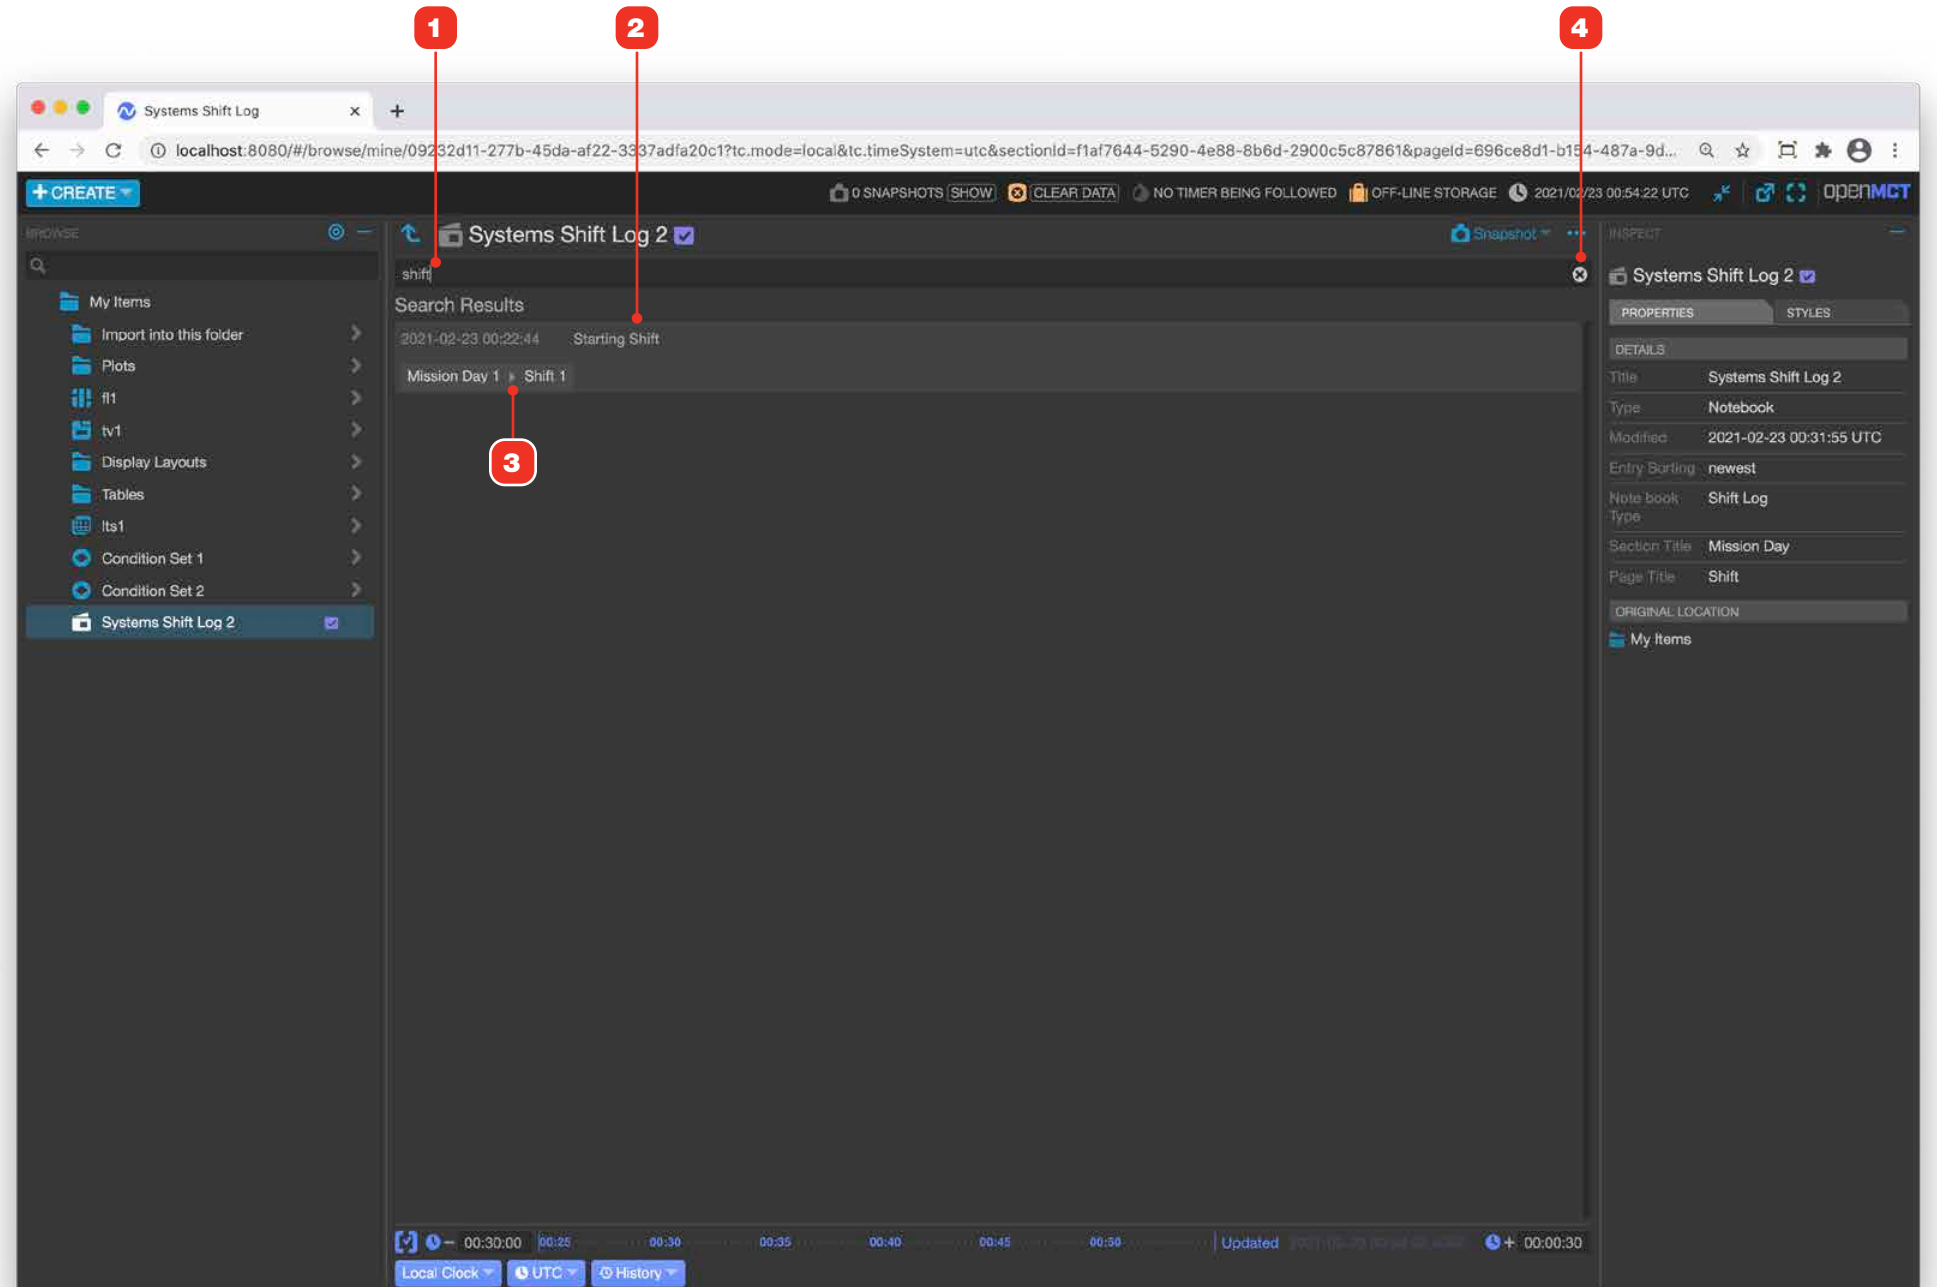 1 2 4
Systems Shift Log
localhost:8080/#/browse/mine/09232d11-277b-45da-af22-3337adfa20c1?tc.mode=local&tc.timeSystem=utc&sectionId=f1af7644-5290-4e88-8b6d-2900c5c87861&pageId=696ce8d1-b154-487a-9d...
+ CREATE 0 SNAPSHOTS SHOW CLEAR DATA NO TIMER BEING FOLLOWED OFF-LINE STORAGE 2021/02/23 00:54:22 UTC openMCT
BROWSE
My Items
Import into this folder
Plots
fl1
tv1
Display Layouts
Tables
lts1
Condition Set 1
Condition Set 2
Systems Shift Log 2
Systems Shift Log 2 Snapshot
shift
Search Results
2021-02-23 00:22:44 Starting Shift
Mission Day 1 Shift 1
3
00:30:00 00:25 00:30 00:35 00:40 00:45 00:50 Updated 00:00:30
Local Clock UTC History
INSPECT
Systems Shift Log 2
PROPERTIES STYLES
DETAILS
Title Systems Shift Log 2
Type Notebook
Modified 2021-02-23 00:31:55 UTC
Entry Sorting newest
Note book Shift Log
Type
Section Title Mission Day
Page Title Shift
ORIGINAL LOCATION
My Items